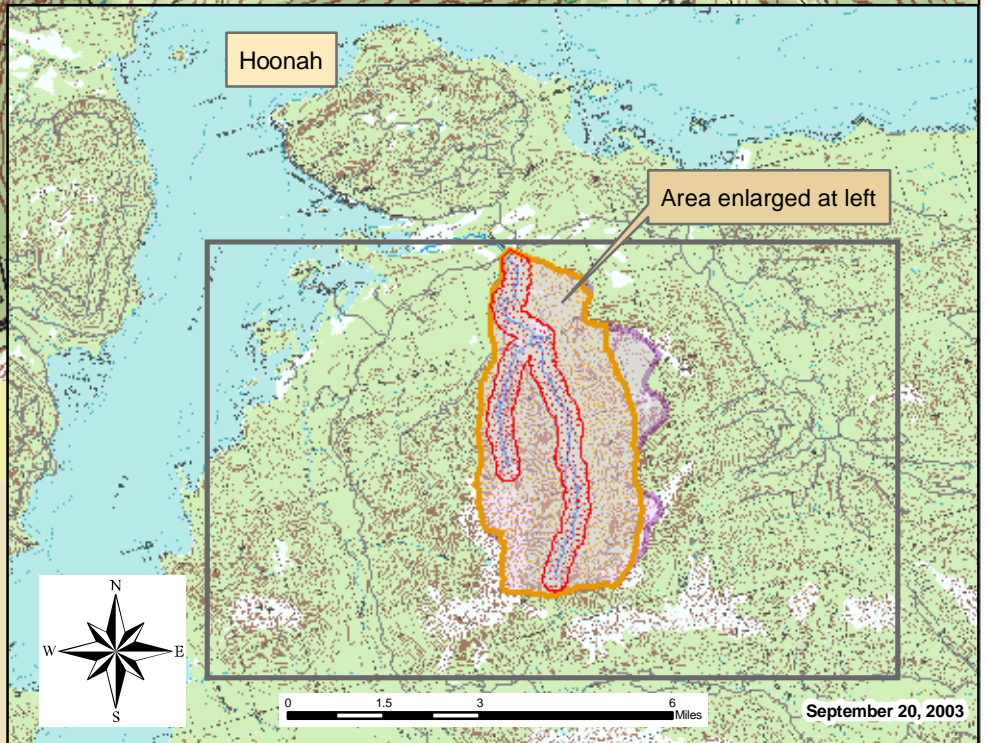 Hoonah
Area enlarged at left
N
W E
S
0 1.5 3 6
Miles
September 20, 2003